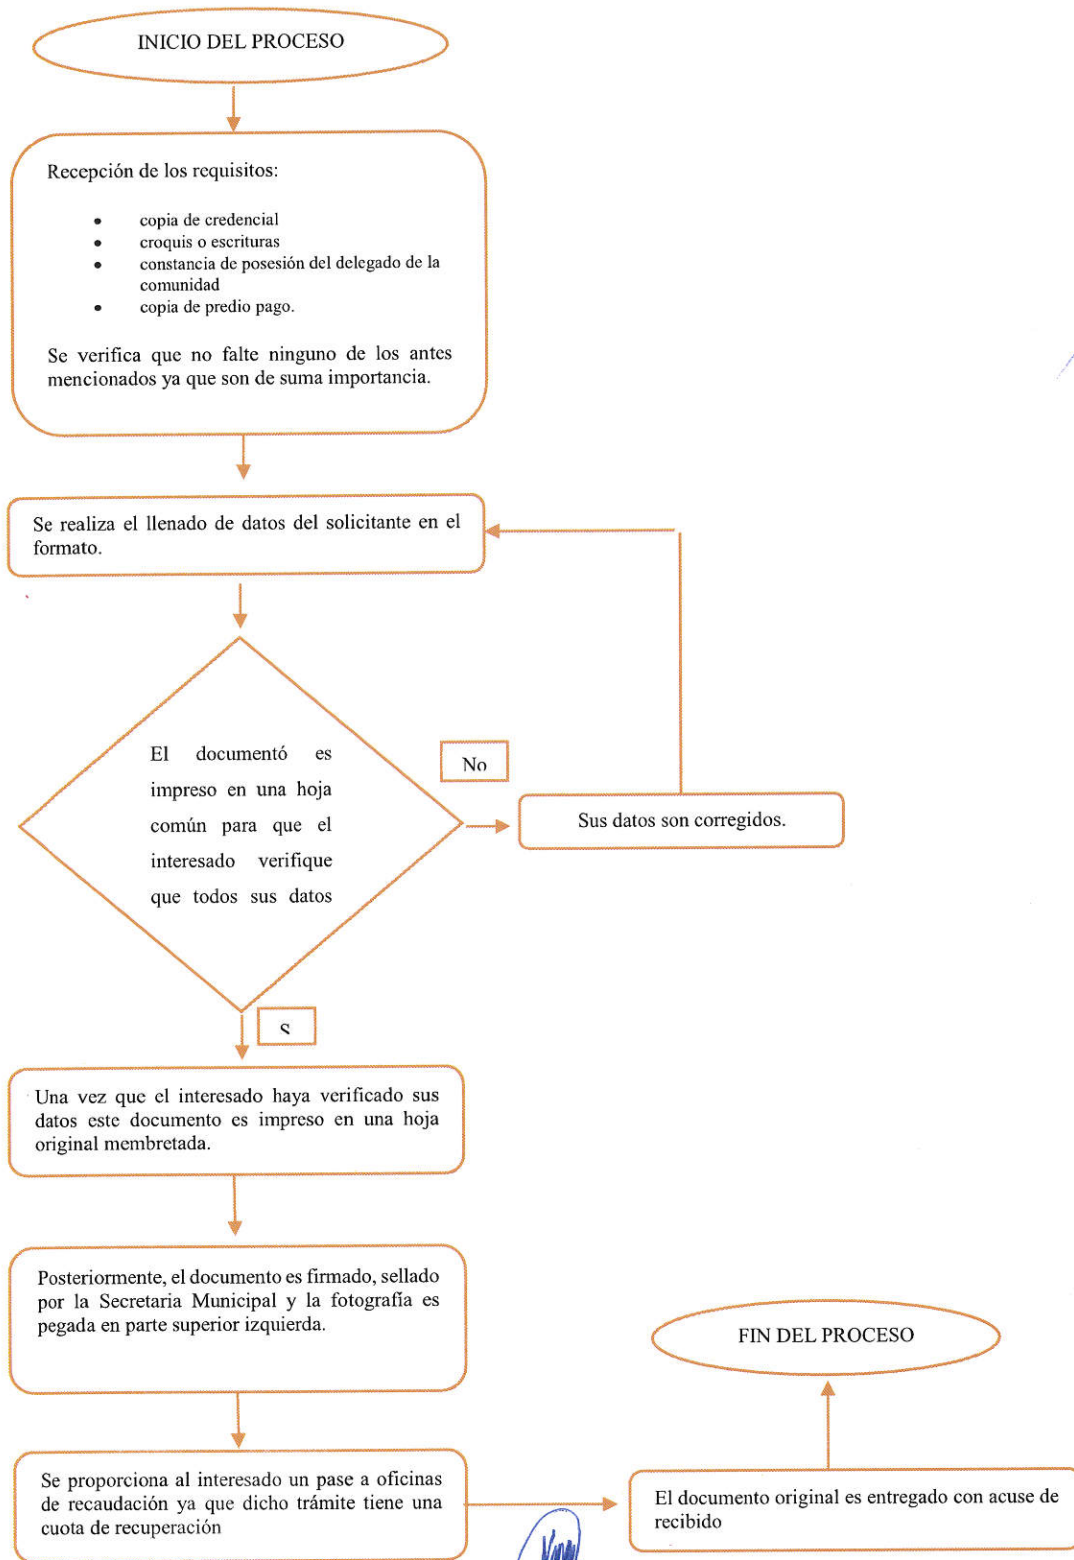 INICIO DEL PROCESO
Recepción de los requisitos:
• copia de credencial
• croquis o escrituras
• constancia de posesión del delegado de la
comunidad
• copia de predio pago.
Se verifica que no falte ninguno de los antes
mencionados ya que son de suma importancia.
Se realiza el llenado de datos del solicitante en el
formato.
El documentó es
impreso en una hoja
común para que el
interesado verifique
que todos sus datos
No
Sus datos son corregidos.
S
Una vez que el interesado haya verificado sus
datos este documento es impreso en una hoja
original membretada.
Posteriormente, el documento es firmado, sellado
por la Secretaria Municipal y la fotografía es
pegada en parte superior izquierda.
Se proporciona al interesado un pase a oficinas
de recaudación ya que dicho trámite tiene una
cuota de recuperación
El documento original es entregado con acuse de
recibido
FIN DEL PROCESO